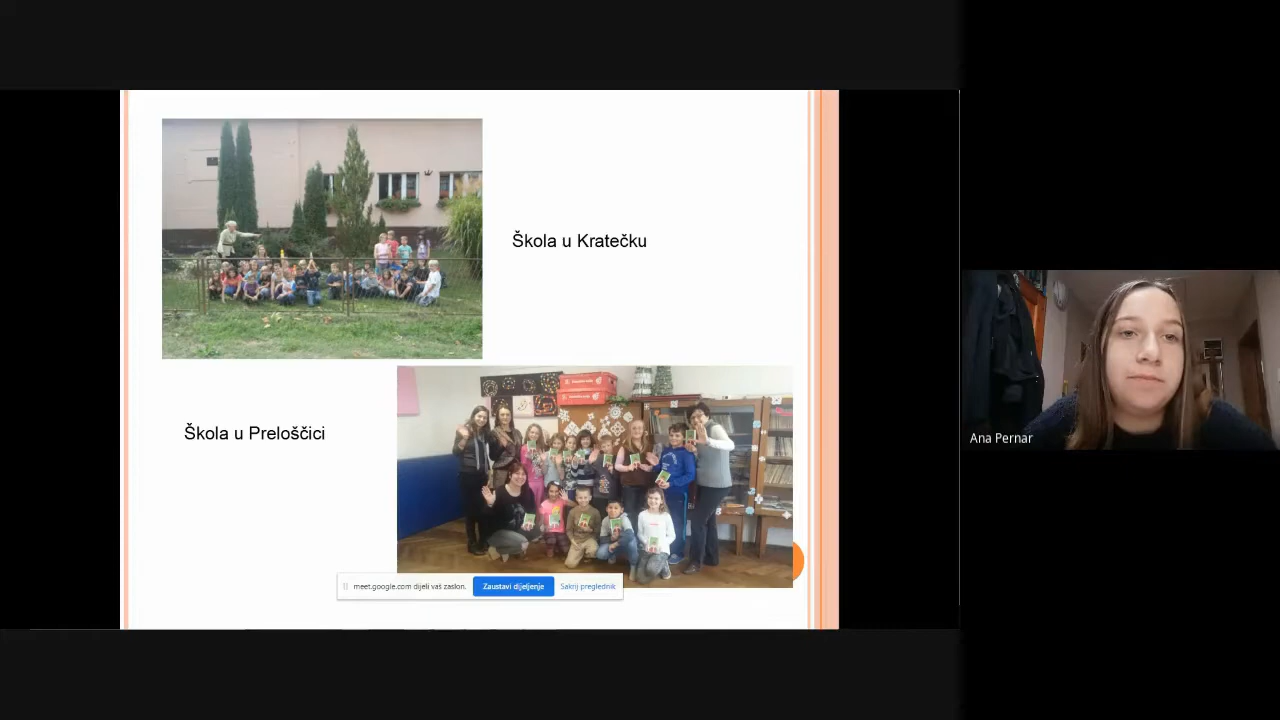 Škola u Kratečku
Škola u Preloščici
meet.google.com dijeli vaš zaslon.
Zaustavi dijeljenje
Sakrij preglednik
Ana Pernar